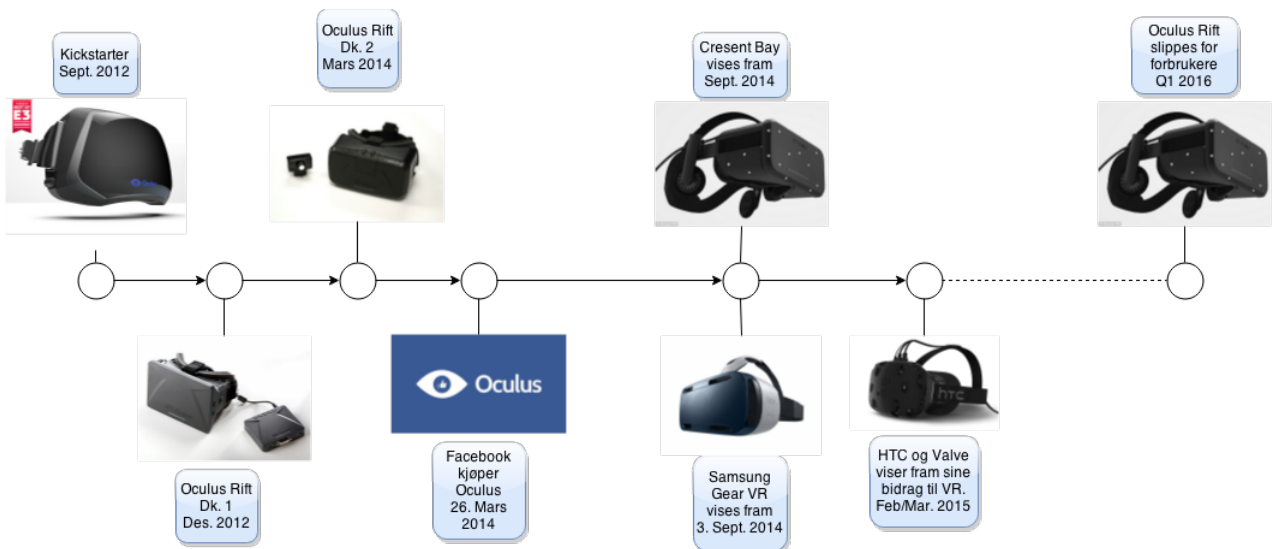 Kickstarter
Sept. 2012
E3
Oculus
Oculus Rift
Dk. 1
Des. 2012
Oculus Rift
Dk. 2
Mars 2014
Oculus
Facebook
kjøper
Oculus
26. Mars
2014
Cresent Bay
vises fram
Sept. 2014
Samsung
Gear VR
vises fram
3. Sept. 2014
hTC
HTC og Valve
viser fram sine
bidrag til VR.
Feb/Mar. 2015
Oculus Rift
slippes for
forbrukere
Q1 2016